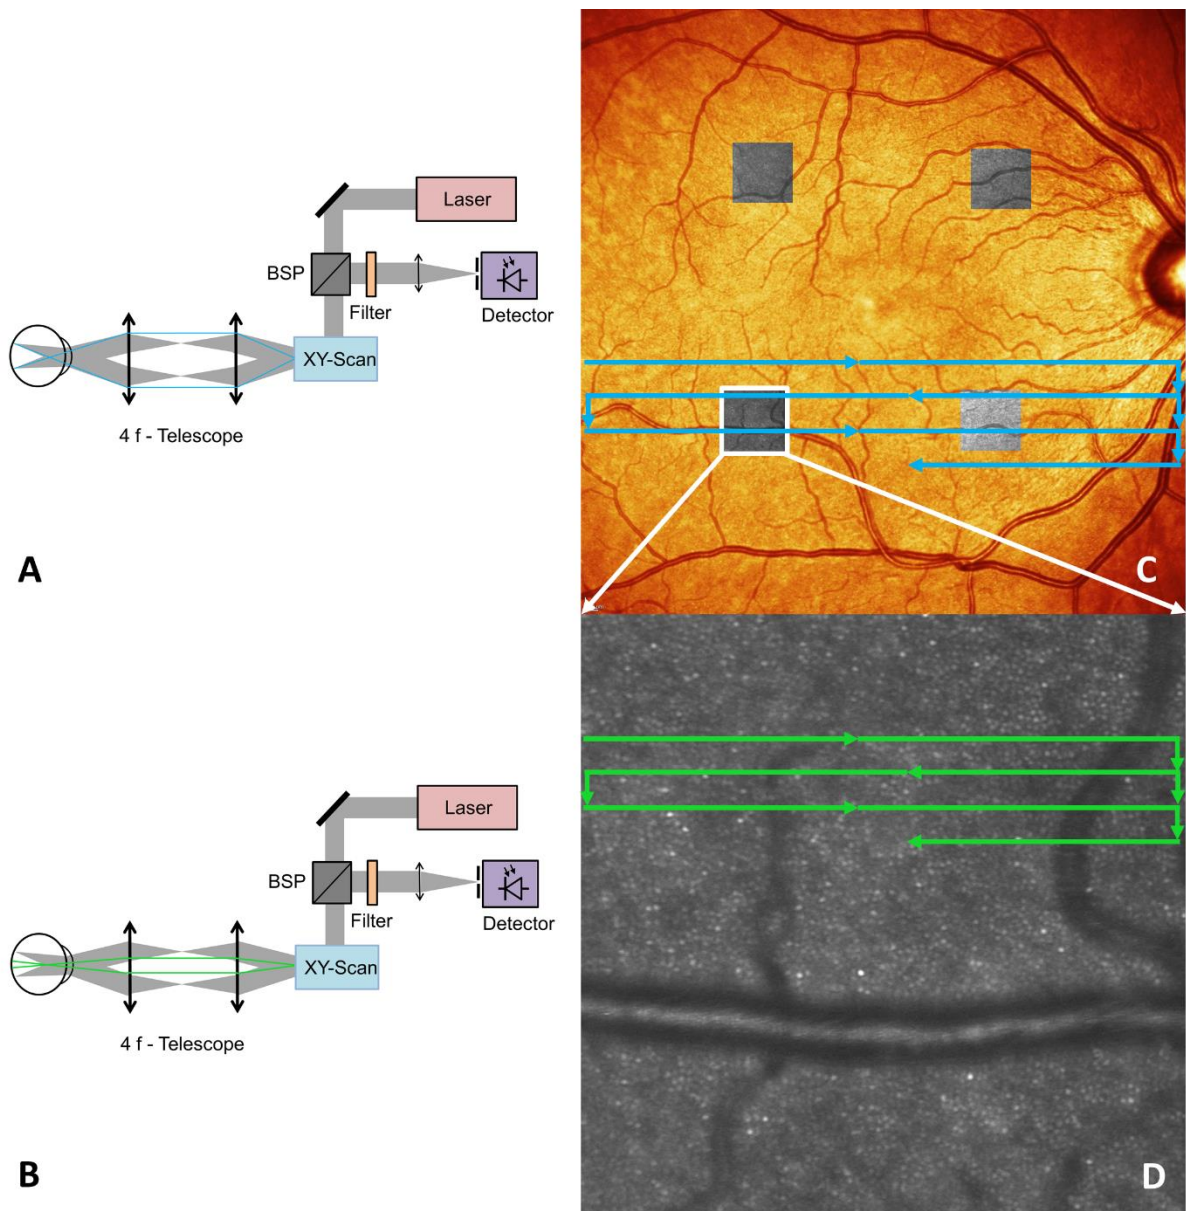 Laser
BSP
Filter
Detector
XY-Scan
4 f - Telescope
A
C
Laser
BSP
Filter
Detector
XY-Scan
4 f - Telescope
B
D